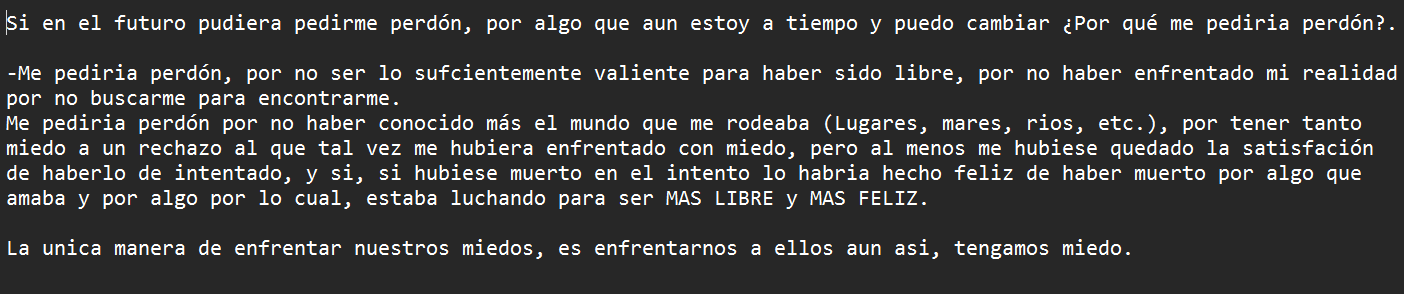 Si en el futuro pudiera pedirme perdón, por algo que aun estoy a tiempo y puedo cambiar ¿Por qué me pediria perdón?.
-Me pediria perdón, por no ser lo sufcientemente valiente para haber sido libre, por no haber enfrentado mi realidad
por no buscarme para encontrarme.
Me pediria perdón por no haber conocido más el mundo que me rodeaba (Lugares, mares, rios, etc.), por tener tanto
miedo a un rechazo al que tal vez me hubiera enfrentado con miedo, pero al menos me hubiese quedado la satisfación
de haberlo de intentado, y si, si hubiese muerto en el intento lo habria hecho feliz de haber muerto por algo que
amaba y por algo por lo cual, estaba luchando para ser MAS LIBRE y MAS FELIZ.
La unica manera de enfrentar nuestros miedos, es enfrentarnos a ellos aun asi, tengamos miedo.